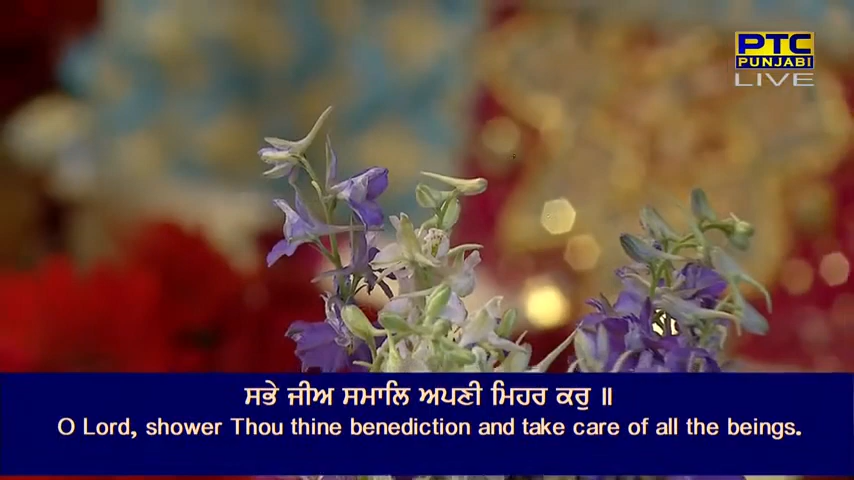 PTC
PUNJABI
LIVE
ਸਭੇ ਜੀਅ ਸਮਾਲਿ ਅਪਣੀ ਮਿਹਰ ਕਰੁ ॥
O Lord, shower Thou thine benediction and take care of all the beings.